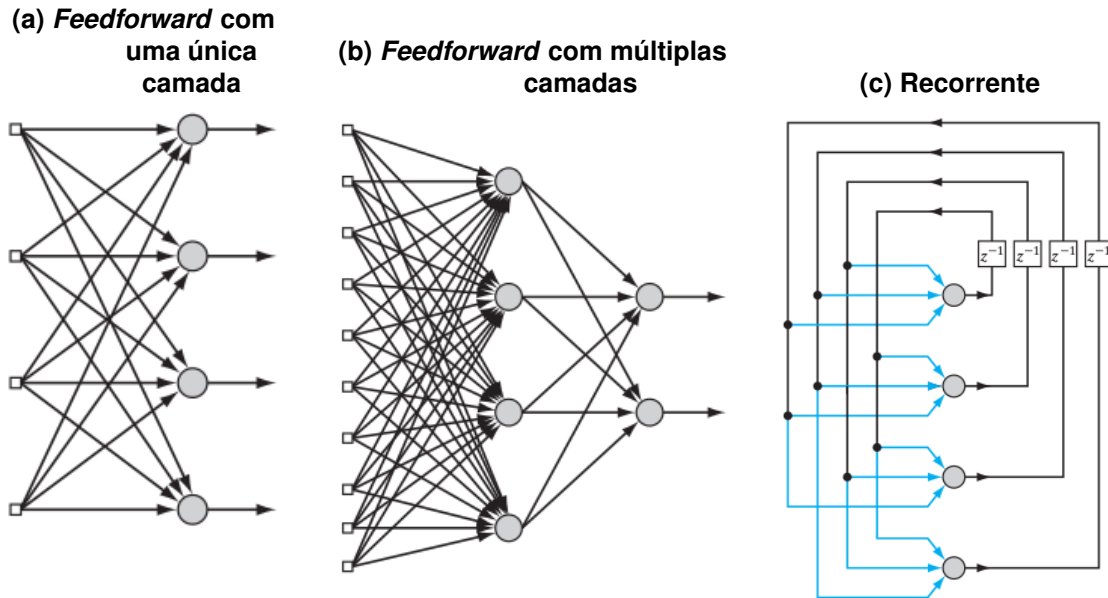 (a) Feedforward com
uma única
camada
(b) Feedforward com múltiplas
camadas
(c) Recorrente
z⁻¹ z⁻¹ z⁻¹ z⁻¹